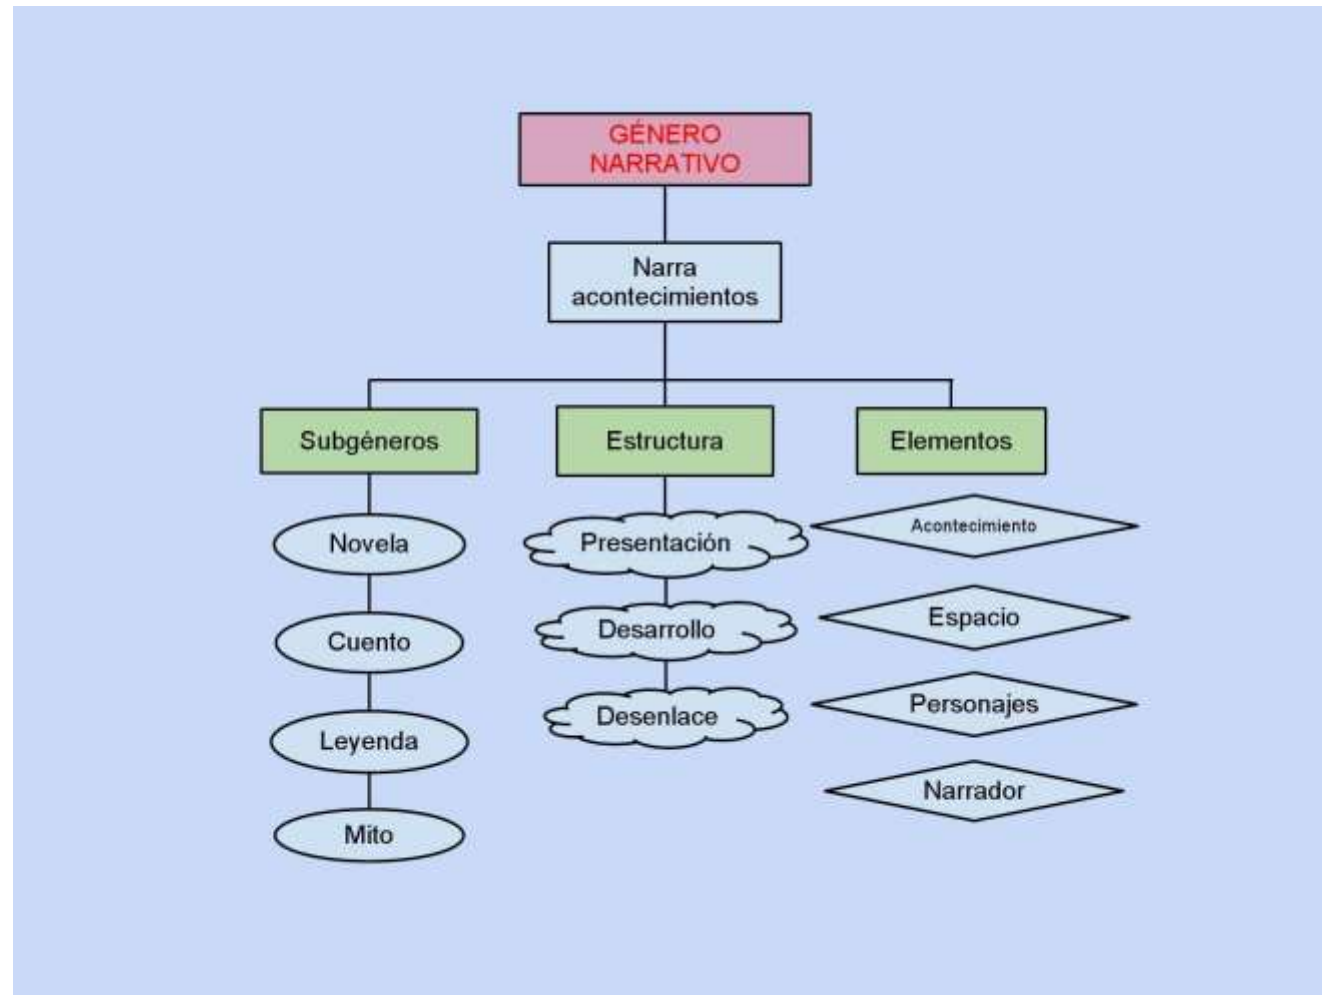 GÉNERO
NARRATIVO
Narra
acontecimientos
Subgéneros
Estructura
Elementos
Novela
Cuento
Leyenda
Mito
Presentación
Desarrollo
Desenlace
Acontecimiento
Espacio
Personajes
Narrador